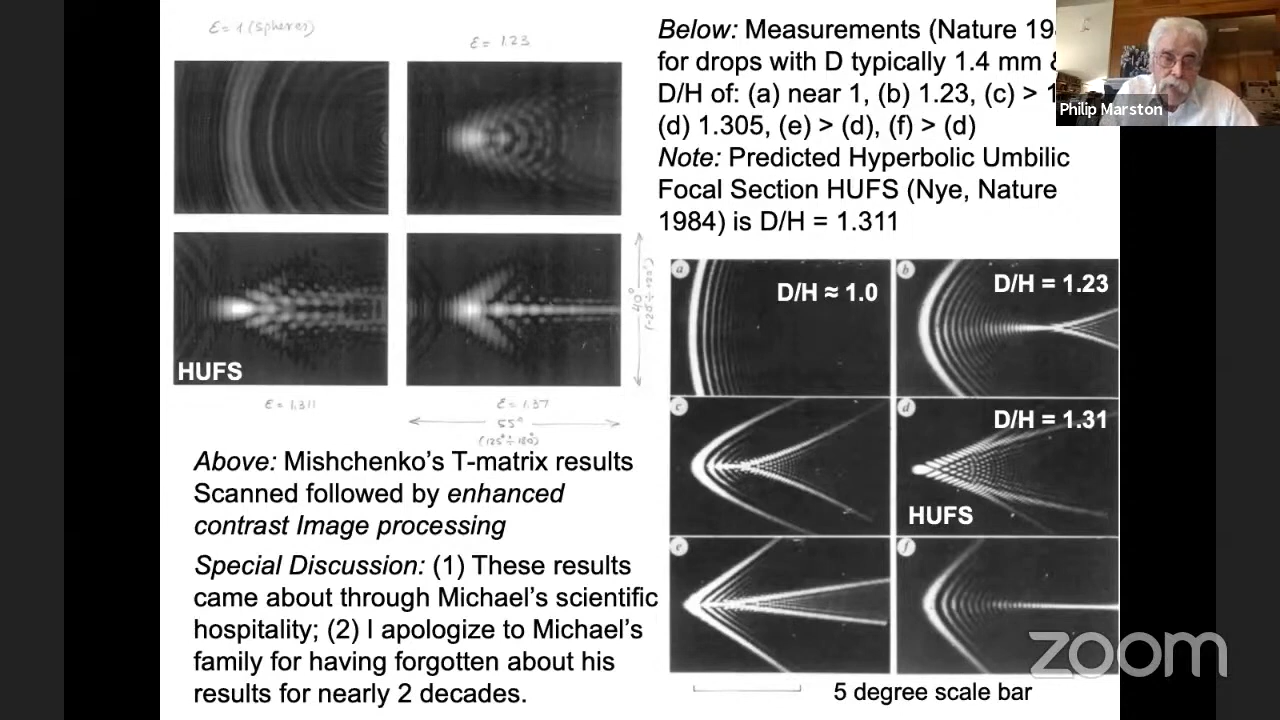 ε = 1 (spheres)
ε = 1.23
HUFS
ε = 1.311
ε = 1.37
55°
(125° ÷ 180°)
40°
(-20° ÷ +20°)
Above: Mishchenko’s T-matrix results
Scanned followed by enhanced
contrast Image processing
Special Discussion: (1) These results
came about through Michael’s scientific
hospitality; (2) I apologize to Michael’s
family for having forgotten about his
results for nearly 2 decades.
Below: Measurements (Nature
for drops with D typically 1.4 mm
D/H of: (a) near 1, (b) 1.23, (c) >
(d) 1.305, (e) > (d), (f) > (d)
Note: Predicted Hyperbolic Umbilic
Focal Section HUFS (Nye, Nature
1984) is D/H = 1.311
a
D/H ≈ 1.0
b
D/H = 1.23
c
d
D/H = 1.31
HUFS
e
f
5 degree scale bar
Philip Marston
zoom